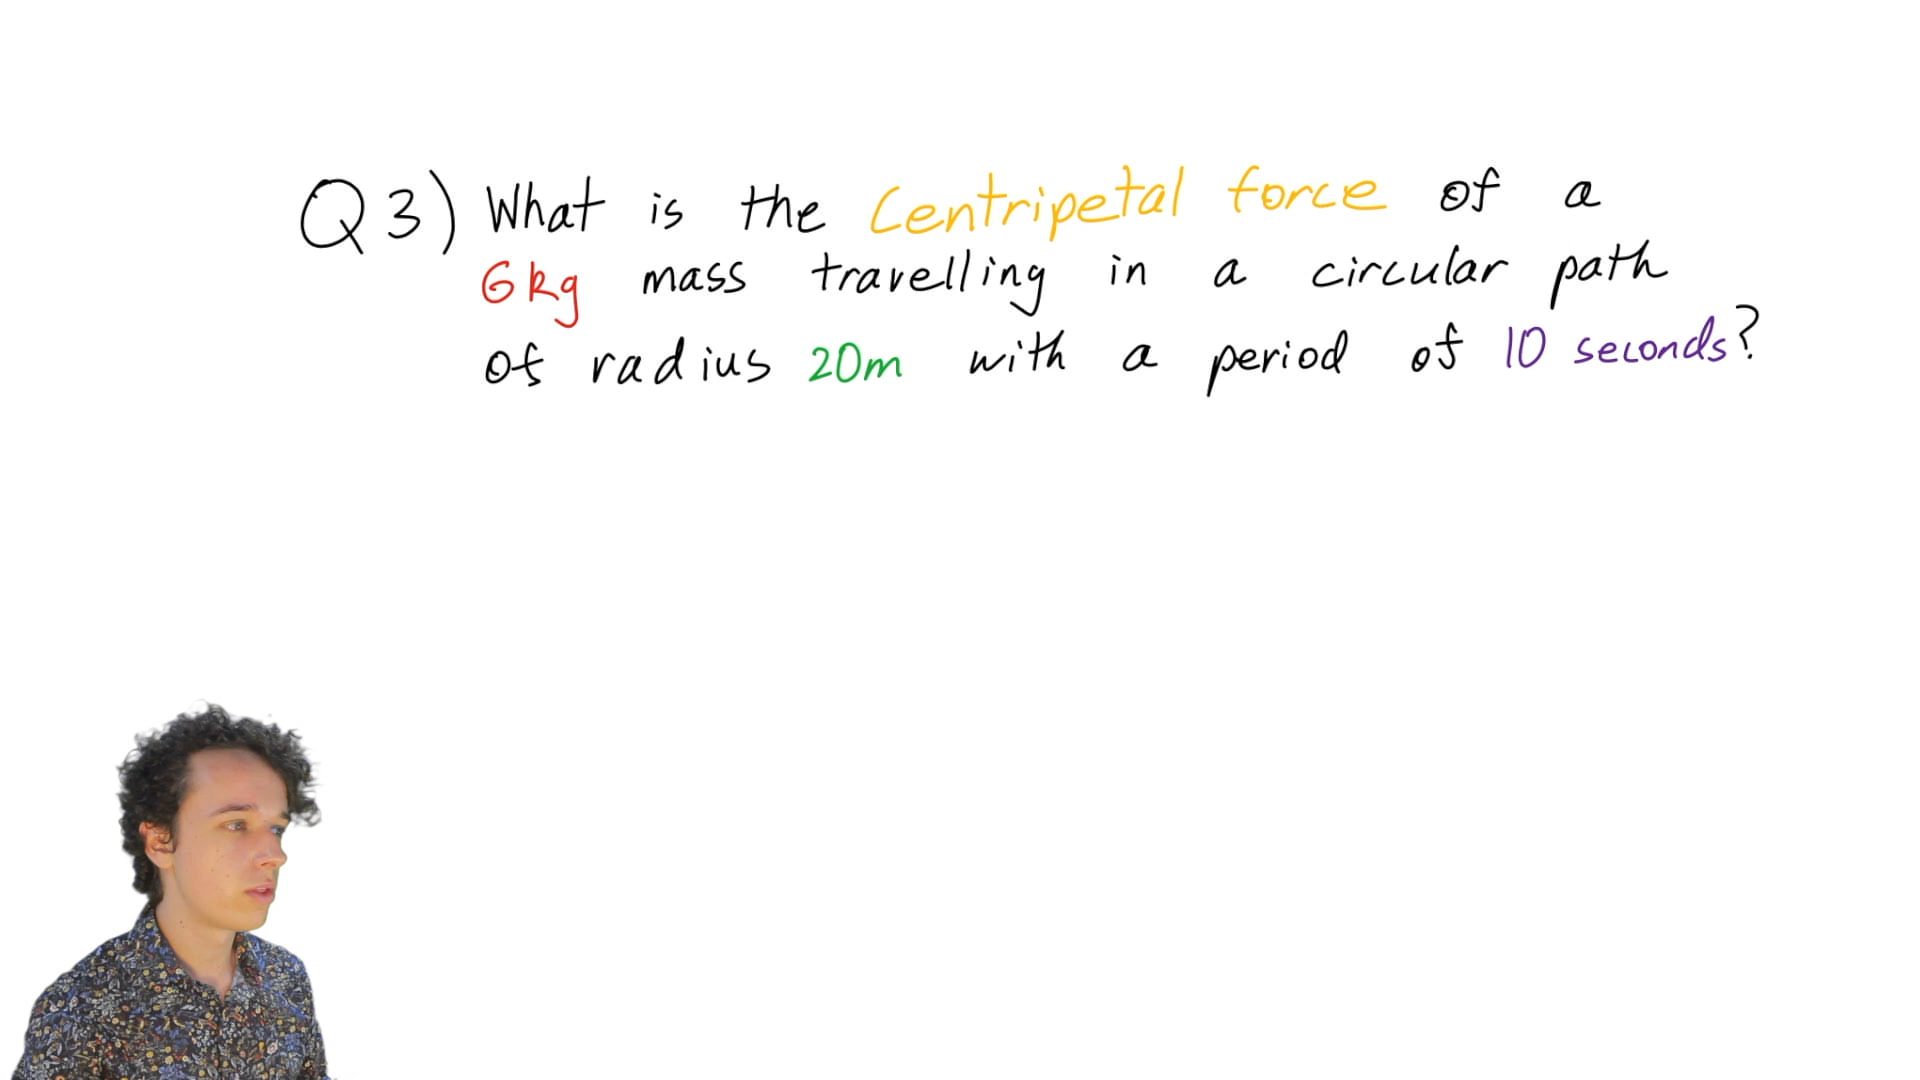 Q3) What is the Centripetal force of a
6kg mass travelling in a circular path
of radius 20m with a period of 10 seconds?